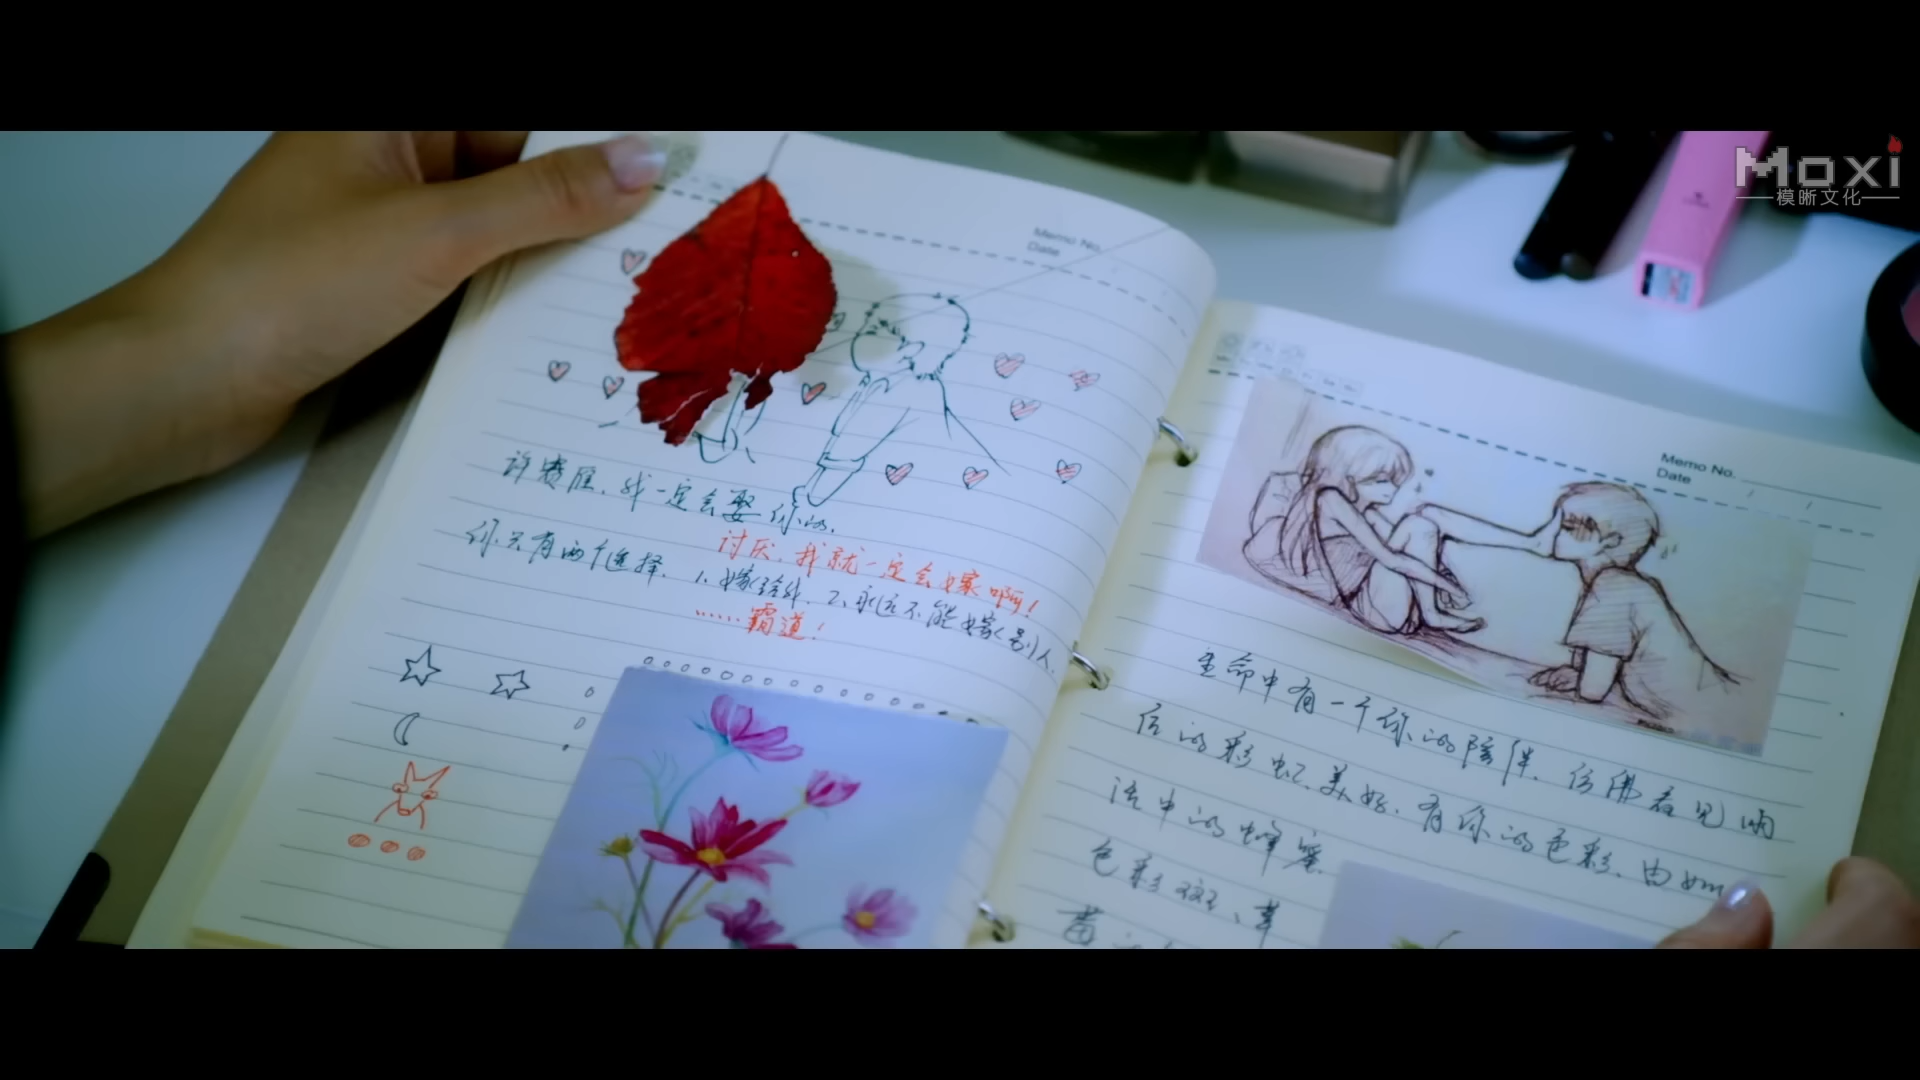 Moxi
模晰文化
Memo No.
Date
许赛雁,我一定会娶你的.
讨厌,我就一定会嫁啊!
你只有两个选择. 1.嫁给我. 2.永远不能嫁别人.
……霸道!
Memo No.
Date
生命中有一个你的陪伴.仿佛看见雨
后的彩虹.美好.有你的色彩.由如
活中的蜂蜜
色彩斑、